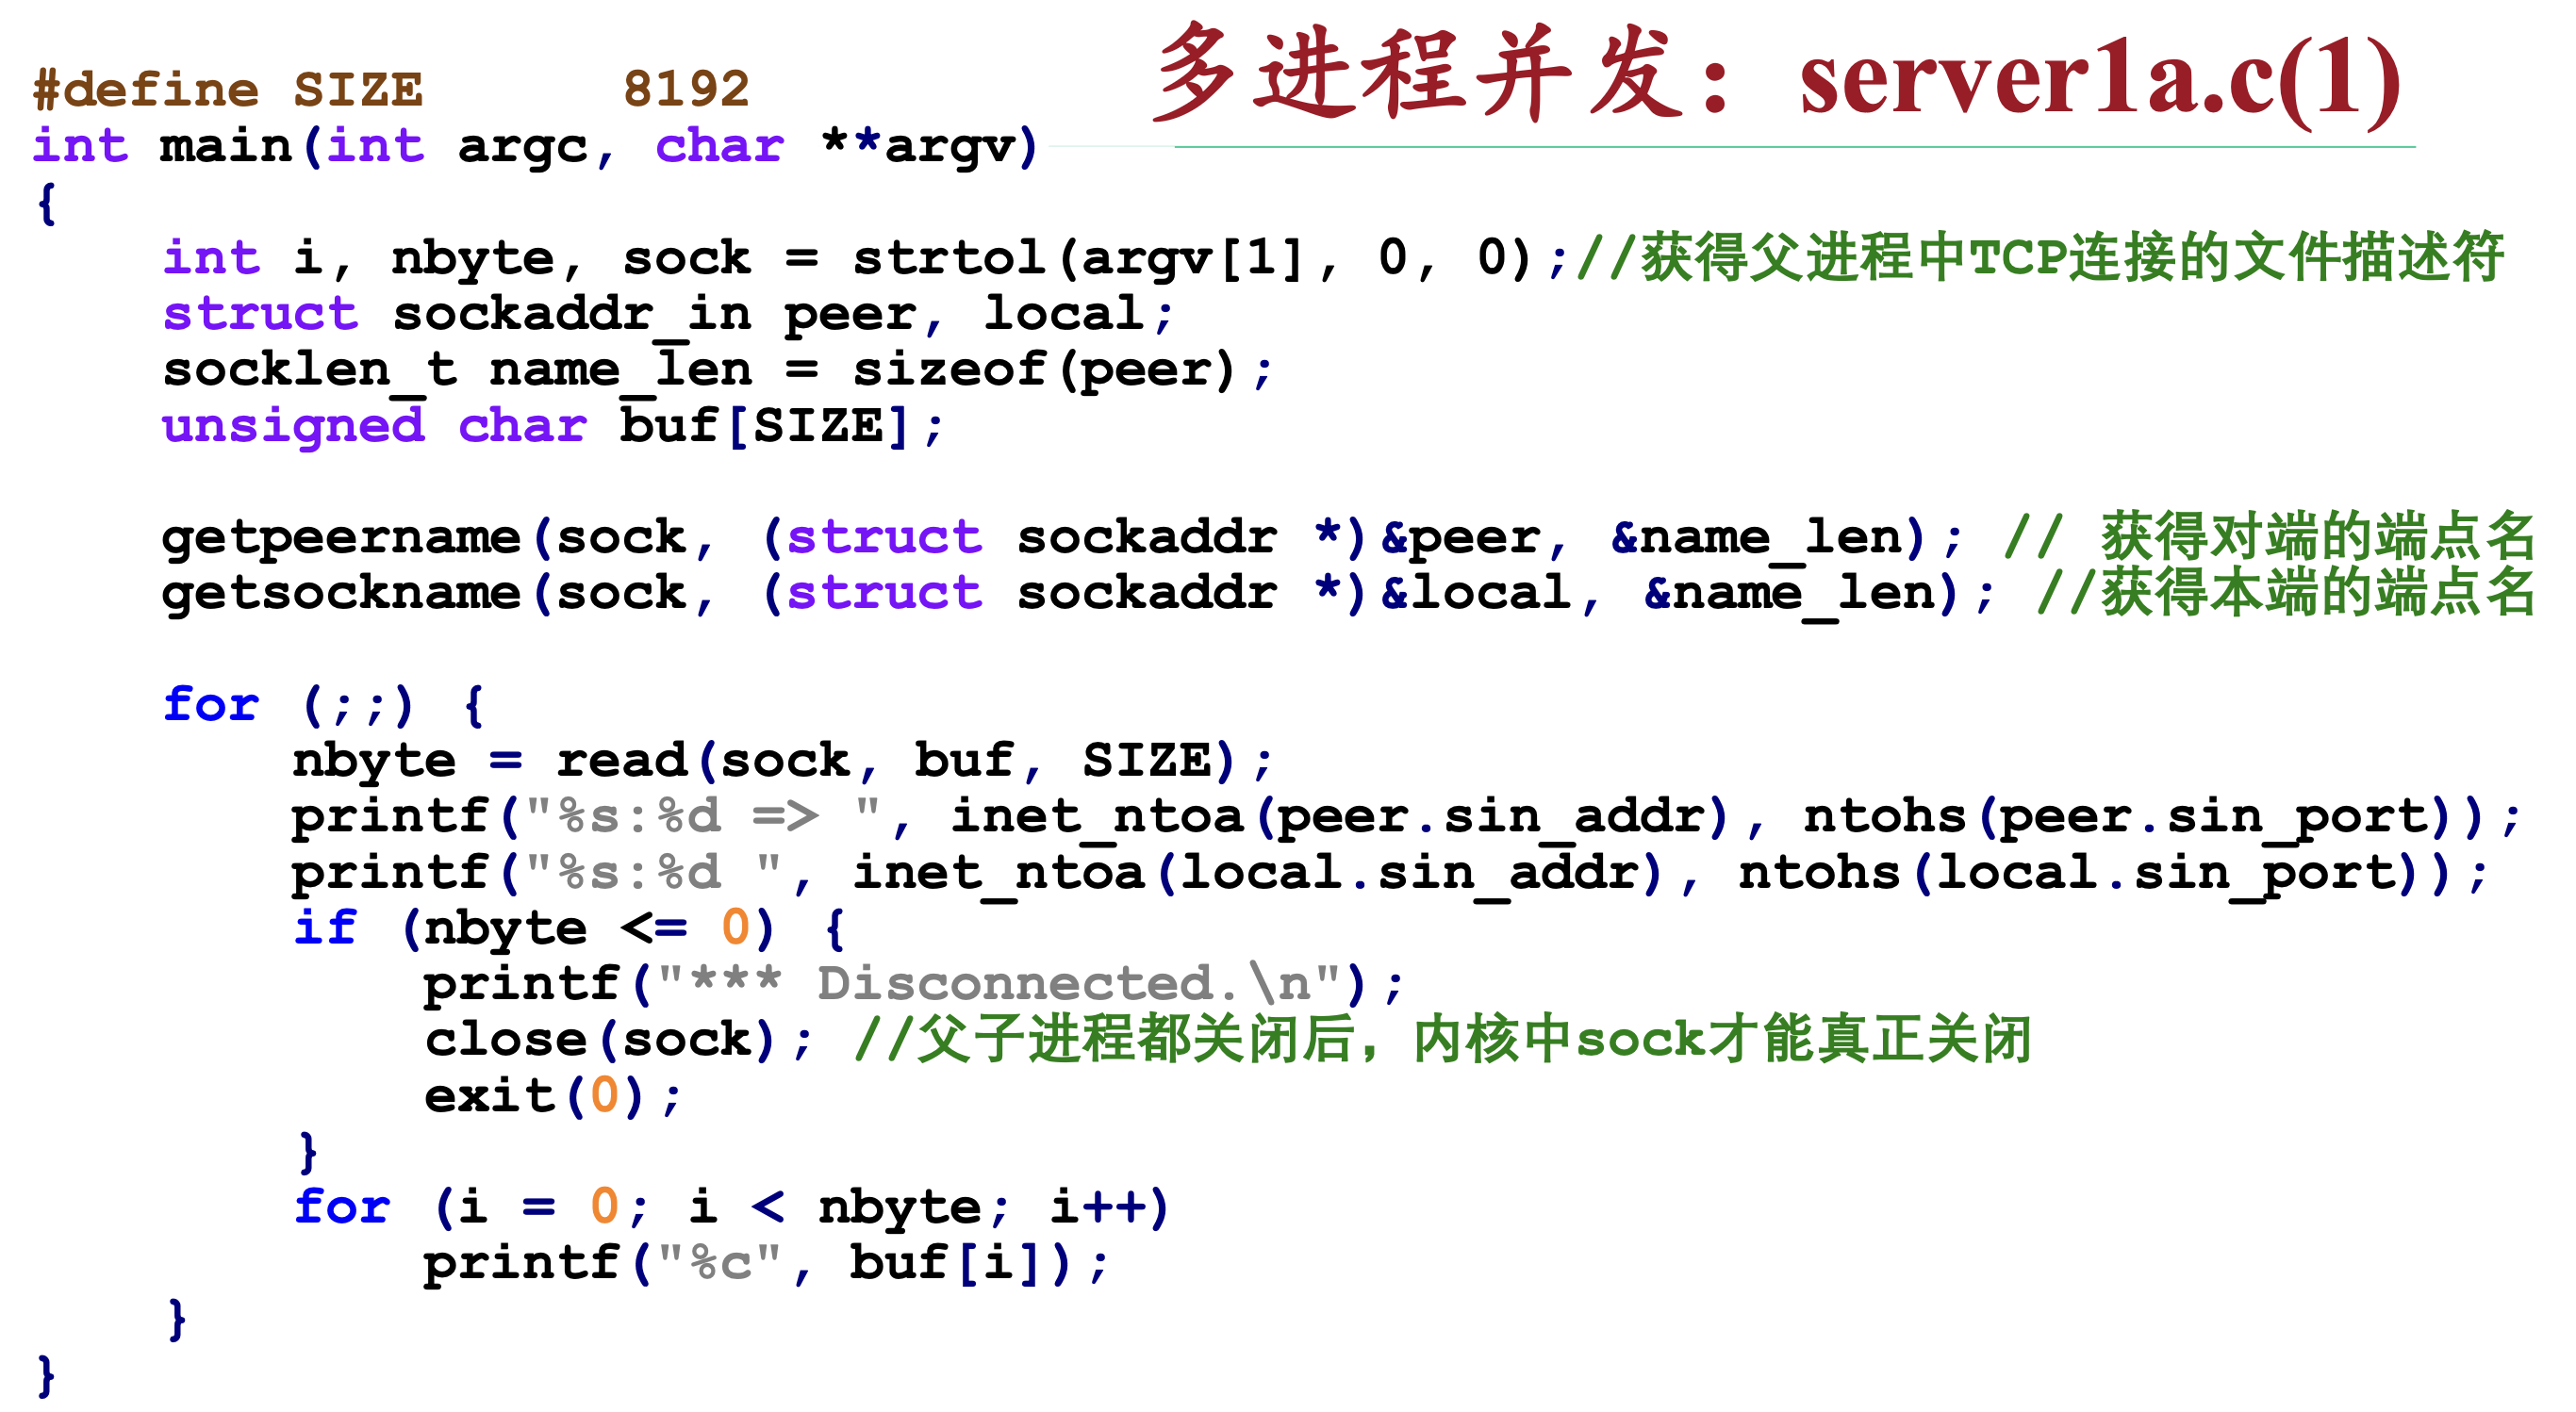 多进程并发：server1a.c(1)
#define SIZE      8192
int main(int argc, char **argv)
{
    int i, nbyte, sock = strtol(argv[1], 0, 0);//获得父进程中TCP连接的文件描述符
    struct sockaddr_in peer, local;
    socklen_t name_len = sizeof(peer);
    unsigned char buf[SIZE];
    getpeername(sock, (struct sockaddr *)&peer, &name_len); // 获得对端的端点名
    getsockname(sock, (struct sockaddr *)&local, &name_len); //获得本端的端点名
    for (;;) {
        nbyte = read(sock, buf, SIZE);
        printf("%s:%d => ", inet_ntoa(peer.sin_addr), ntohs(peer.sin_port));
        printf("%s:%d ", inet_ntoa(local.sin_addr), ntohs(local.sin_port));
        if (nbyte <= 0) {
            printf("*** Disconnected.\n");
            close(sock); //父子进程都关闭后，内核中sock才能真正关闭
            exit(0);
        }
        for (i = 0; i < nbyte; i++)
            printf("%c", buf[i]);
    }
}